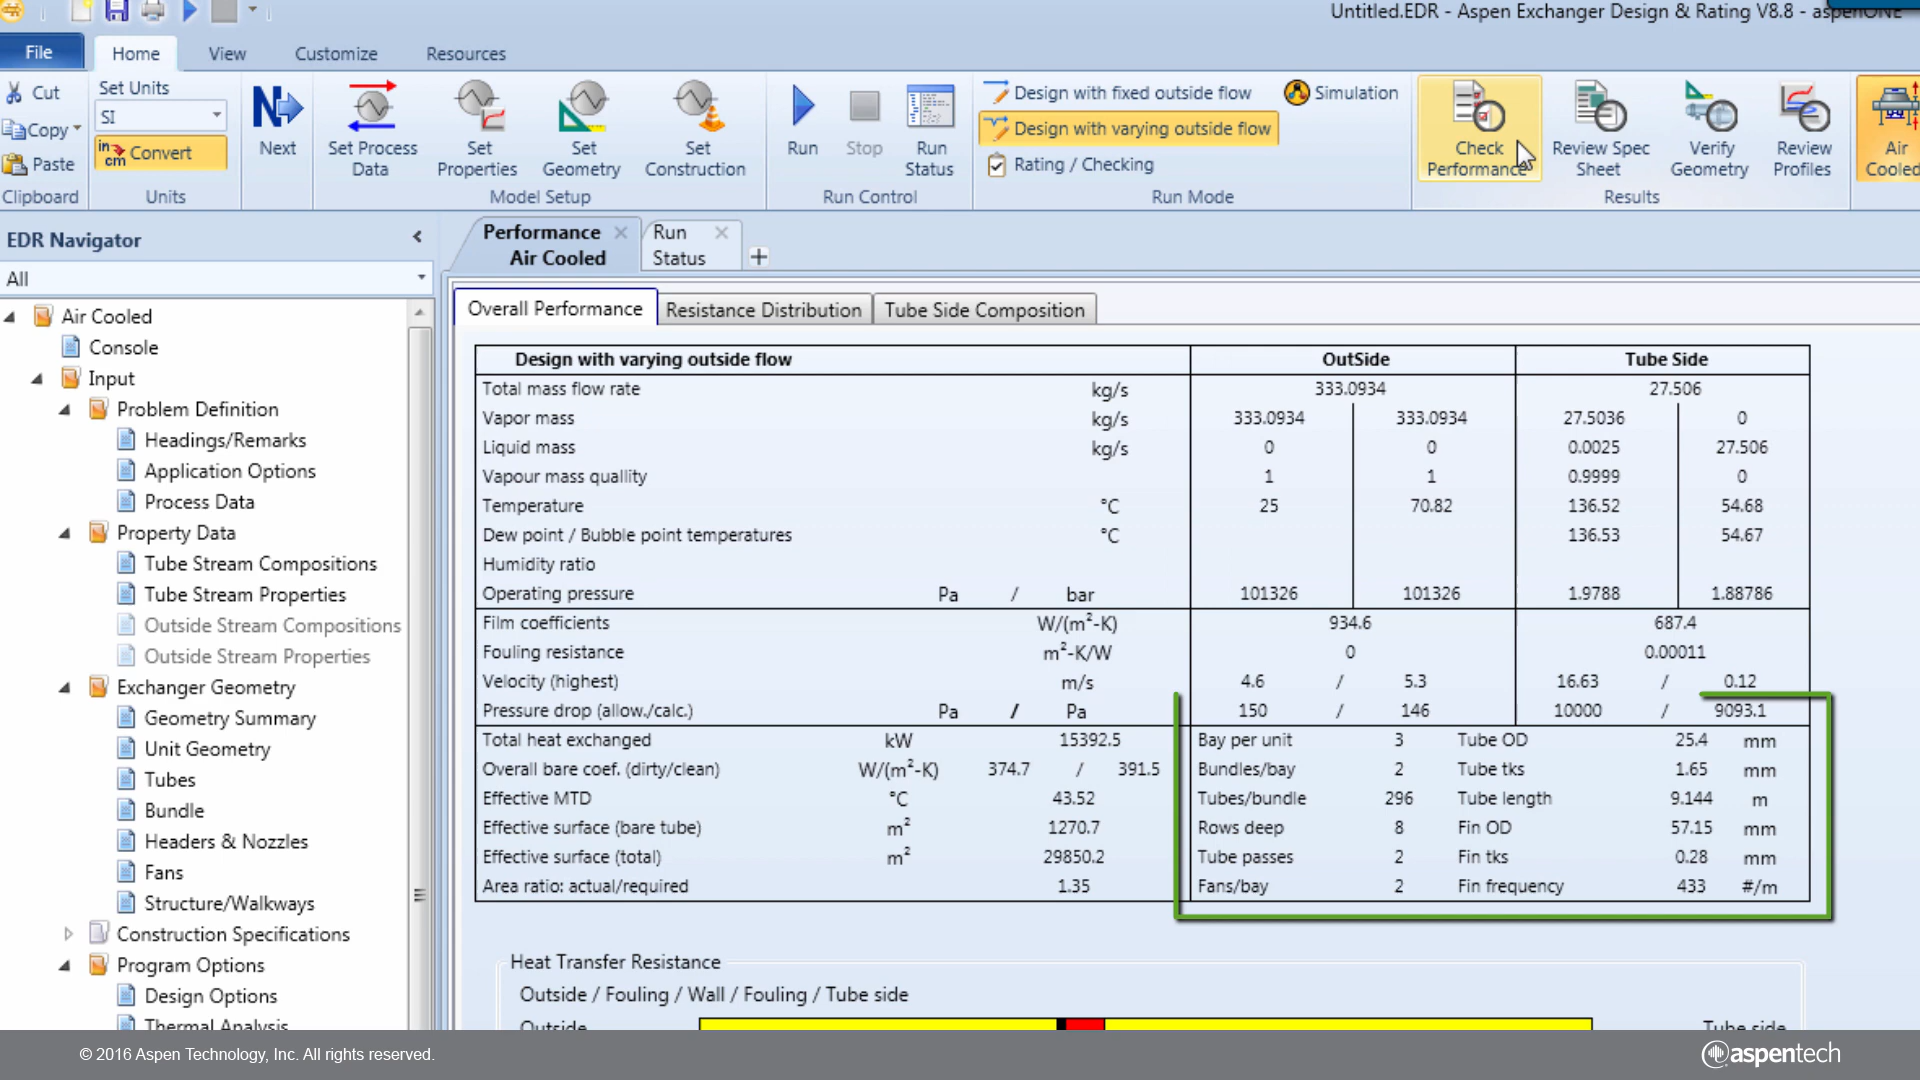 Untitled.EDR - Aspen Exchanger Design & Rating V8.8 - aspenONE
File Home View Customize Resources
Cut
Copy
Paste
Clipboard
Set Units
SI
in cm Convert
Units
Next
Set Process Data
Set Properties
Set Geometry
Set Construction
Model Setup
Run
Stop
Run Status
Run Control
Design with fixed outside flow
Design with varying outside flow
Rating / Checking
Simulation
Run Mode
Check Performance
Review Spec Sheet
Verify Geometry
Review Profiles
Results
Air Cooled
EDR Navigator
All
Air Cooled
Console
Input
Problem Definition
Headings/Remarks
Application Options
Process Data
Property Data
Tube Stream Compositions
Tube Stream Properties
Outside Stream Compositions
Outside Stream Properties
Exchanger Geometry
Geometry Summary
Unit Geometry
Tubes
Bundle
Headers & Nozzles
Fans
Structure/Walkways
Construction Specifications
Program Options
Design Options
Thermal Analysis
Performance
Air Cooled
Run
Status
Overall Performance Resistance Distribution Tube Side Composition
Design with varying outside flow OutSide Tube Side
Total mass flow rate kg/s 333.0934 27.506
Vapor mass kg/s 333.0934 333.0934 27.5036 0
Liquid mass kg/s 0 0 0.0025 27.506
Vapour mass quallity 1 1 0.9999 0
Temperature °C 25 70.82 136.52 54.68
Dew point / Bubble point temperatures °C 136.53 54.67
Humidity ratio
Operating pressure Pa / bar 101326 101326 1.9788 1.88786
Film coefficients W/(m²-K) 934.6 687.4
Fouling resistance m²-K/W 0 0.00011
Velocity (highest) m/s 4.6 / 5.3 16.63 / 0.12
Pressure drop (allow./calc.) Pa / Pa 150 / 146 10000 / 9093.1
Total heat exchanged kW 15392.5 Bay per unit 3 Tube OD 25.4 mm
Overall bare coef. (dirty/clean) W/(m²-K) 374.7 / 391.5 Bundles/bay 2 Tube tks 1.65 mm
Effective MTD °C 43.52 Tubes/bundle 296 Tube length 9.144 m
Effective surface (bare tube) m² 1270.7 Rows deep 8 Fin OD 57.15 mm
Effective surface (total) m² 29850.2 Tube passes 2 Fin tks 0.28 mm
Area ratio: actual/required 1.35 Fans/bay 2 Fin frequency 433 #/m
Heat Transfer Resistance
Outside / Fouling / Wall / Fouling / Tube side
Outside Tube side
© 2016 Aspen Technology, Inc. All rights reserved.
aspentech